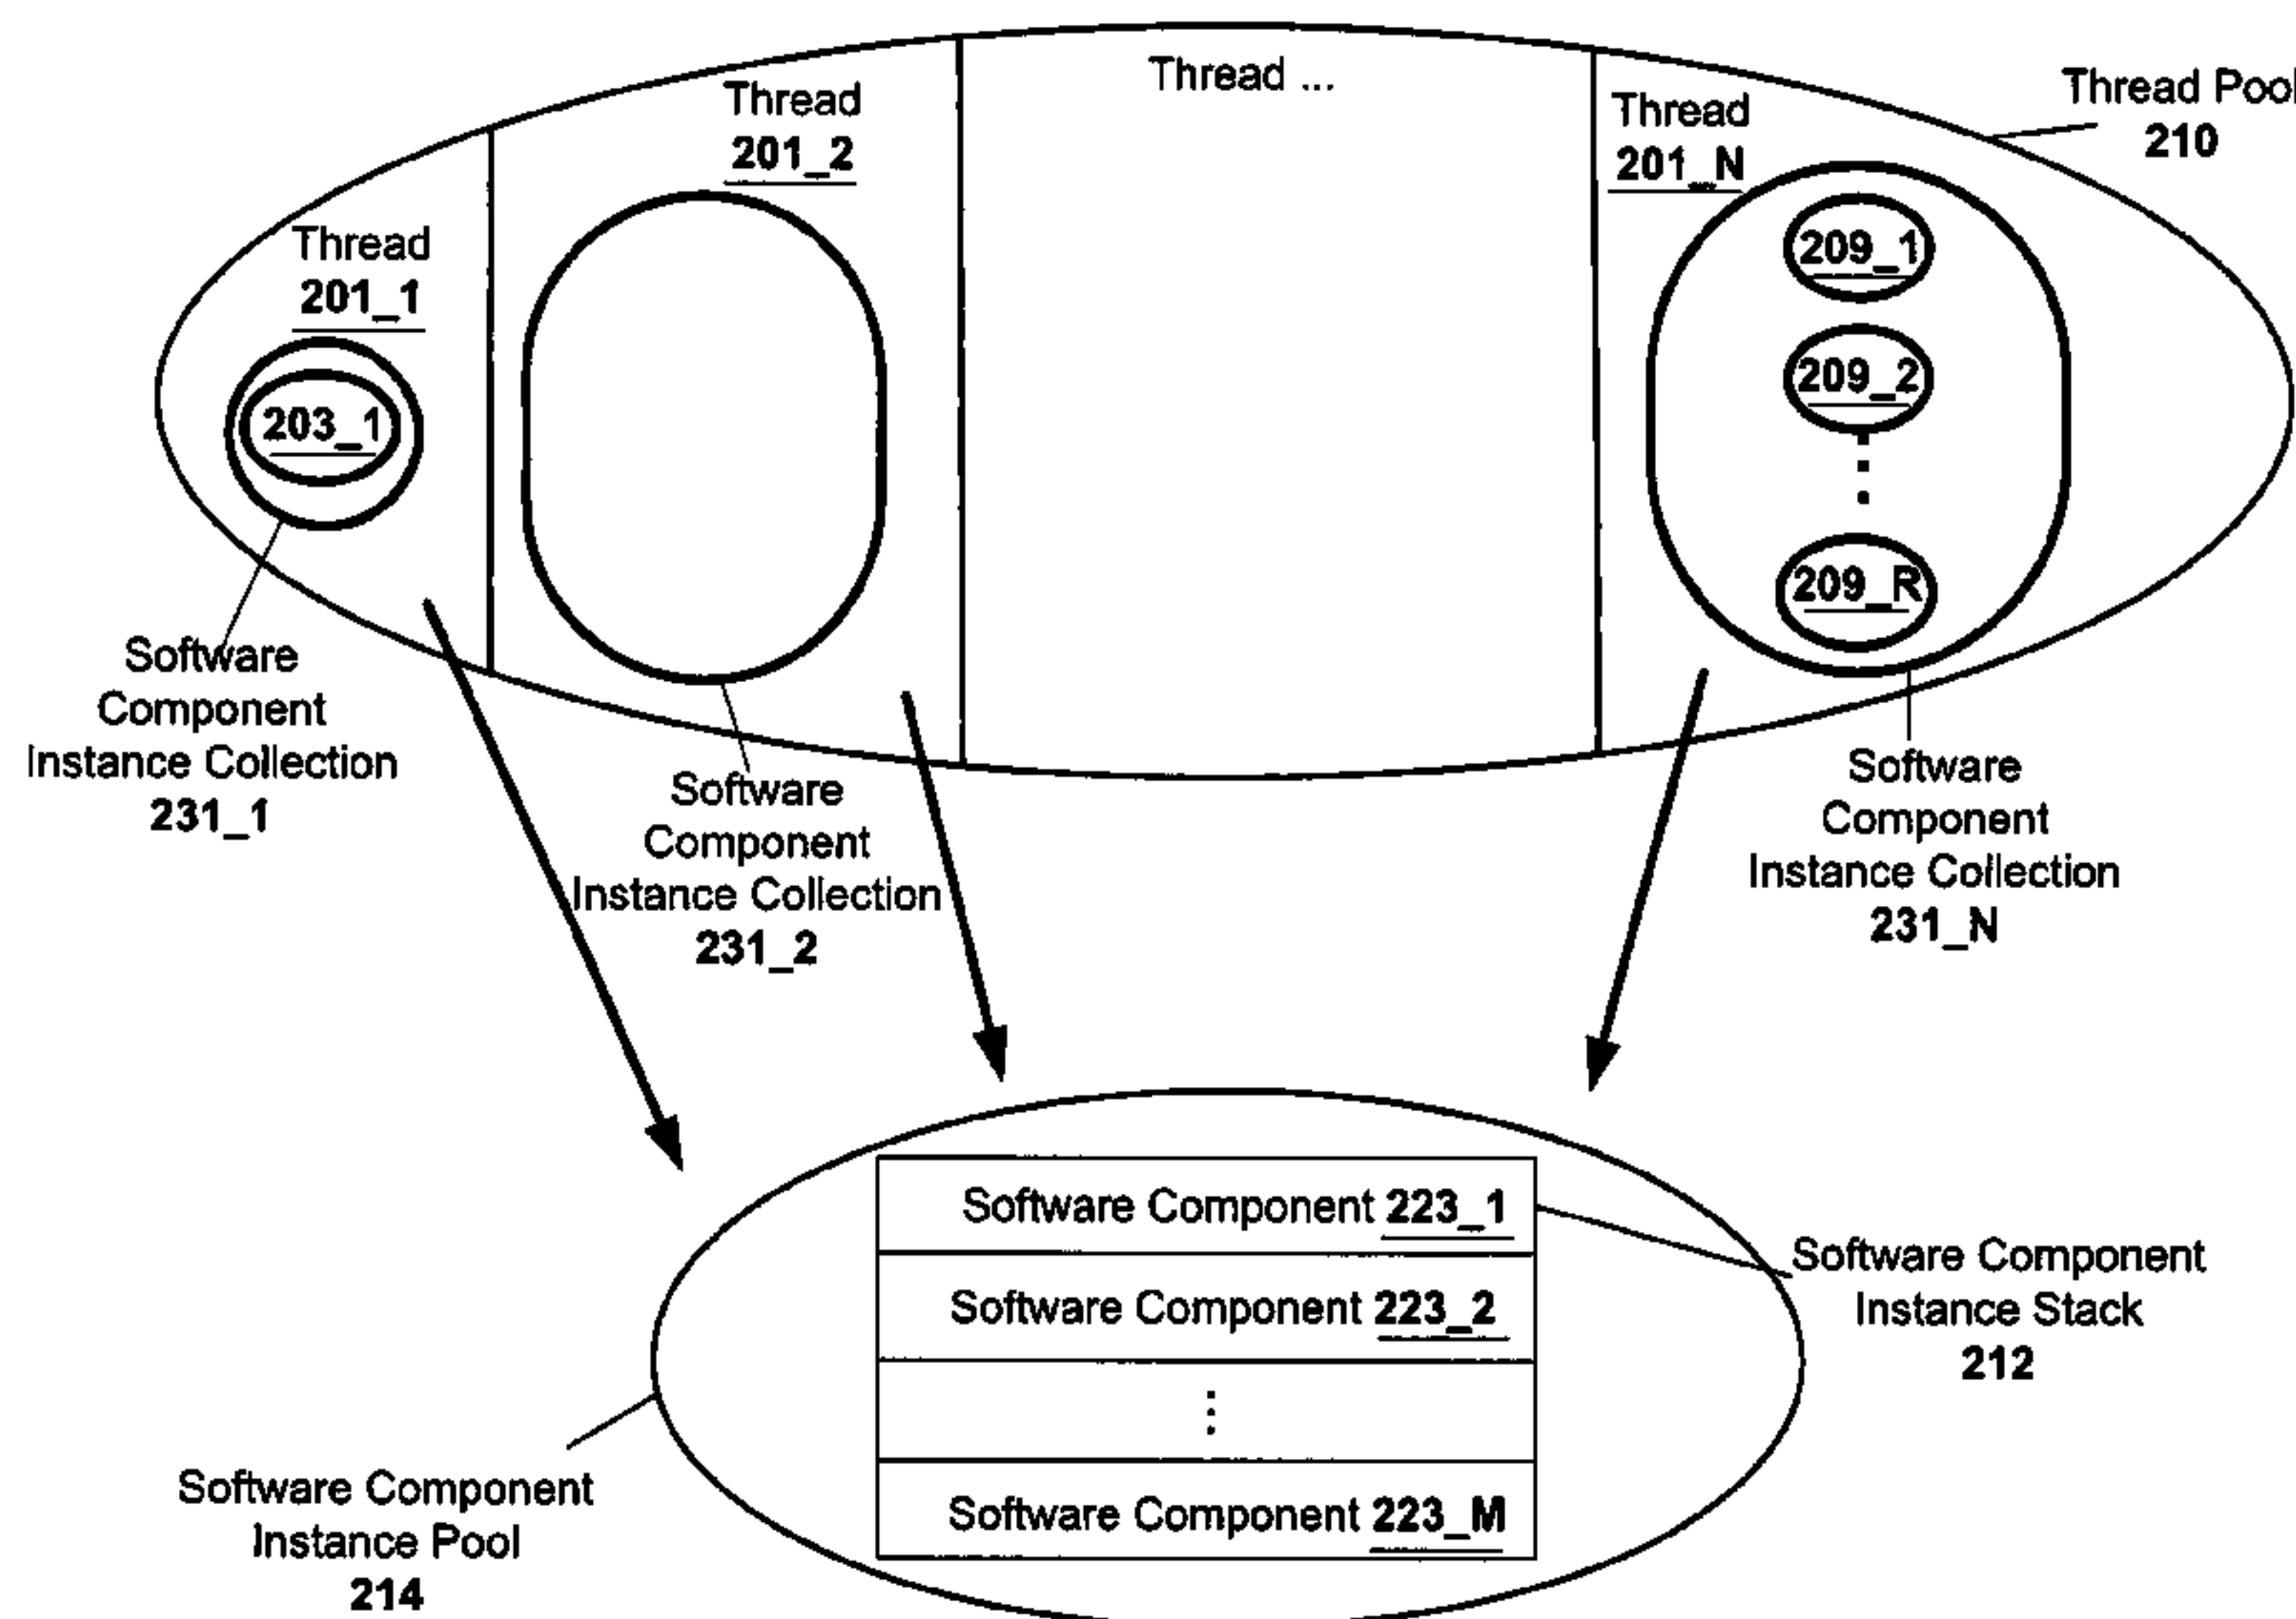 Thread ...
Thread Pool
210
Thread
201_2
Thread
201_N
Thread
201_1
209_1
209_2
203_1
209_R
Software
Component
Instance Collection
231_1
Software
Component
Instance Collection
231_2
Software
Component
Instance Collection
231_N
Software Component 223_1
Software Component 223_2
Software Component 223_M
Software Component
Instance Stack
212
Software Component
Instance Pool
214